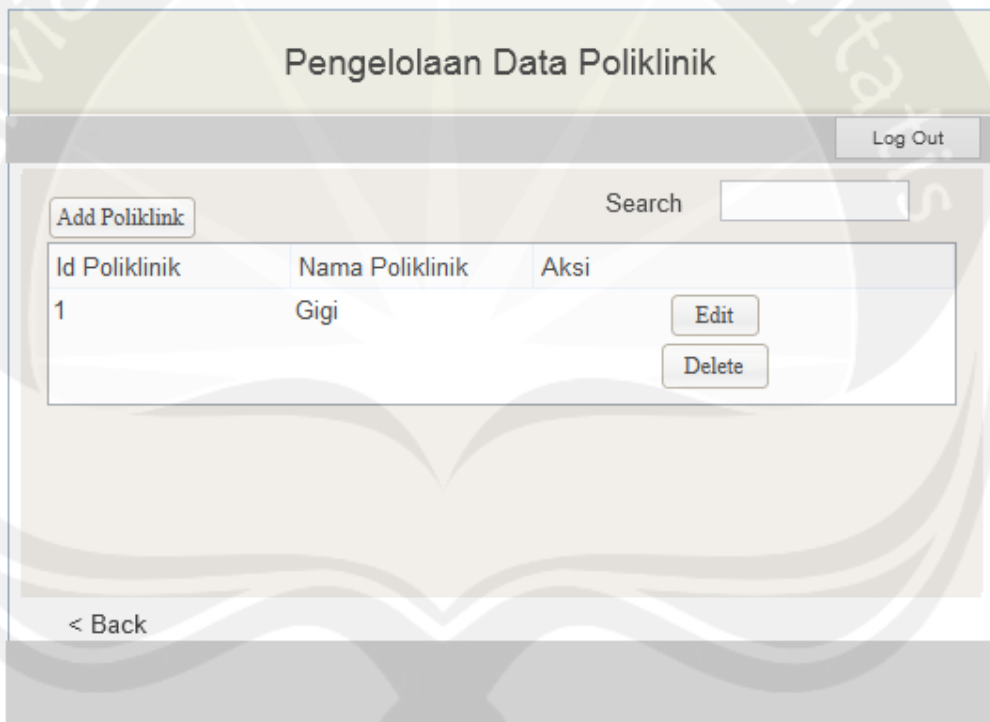 Pengelolaan Data Poliklinik
Log Out
Add Poliklink
Search
Id Poliklinik Nama Poliklinik Aksi
1 Gigi Edit
Delete
< Back